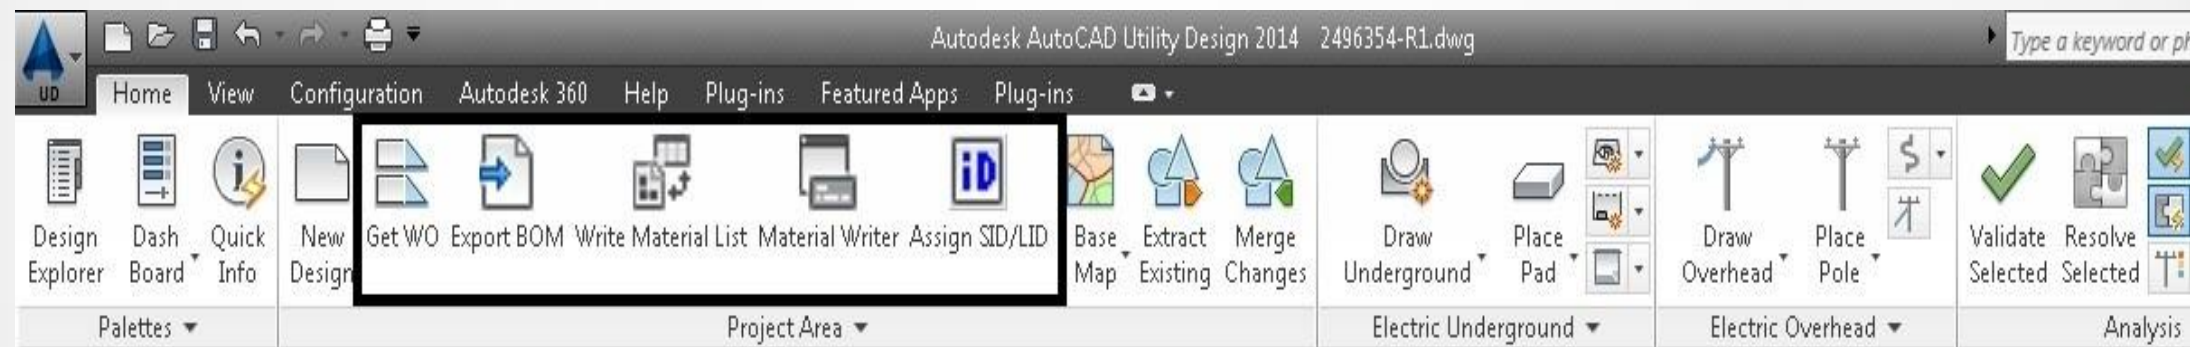 Autodesk AutoCAD Utility Design 2014 2496354-R1.dwg
Type a keyword or ph
UD
Home View Configuration Autodesk 360 Help Plug-ins Featured Apps Plug-ins
Design Explorer
Dash Board
Quick Info
New Design
Get WO
Export BOM
Write Material List
Material Writer
iD
Assign SID/LID
Base Map
Extract Existing
Merge Changes
Draw Underground
Place Pad
Draw Overhead
Place Pole
Validate Selected
Resolve Selected
Palettes
Project Area
Electric Underground
Electric Overhead
Analysis